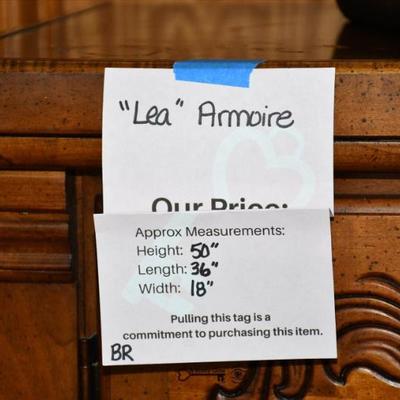 "Lea" Armoire
Our Price:
Approx Measurements:
Height: 50"
Length: 36"
Width: 18"
Pulling this tag is a
commitment to purchasing this item.
BR